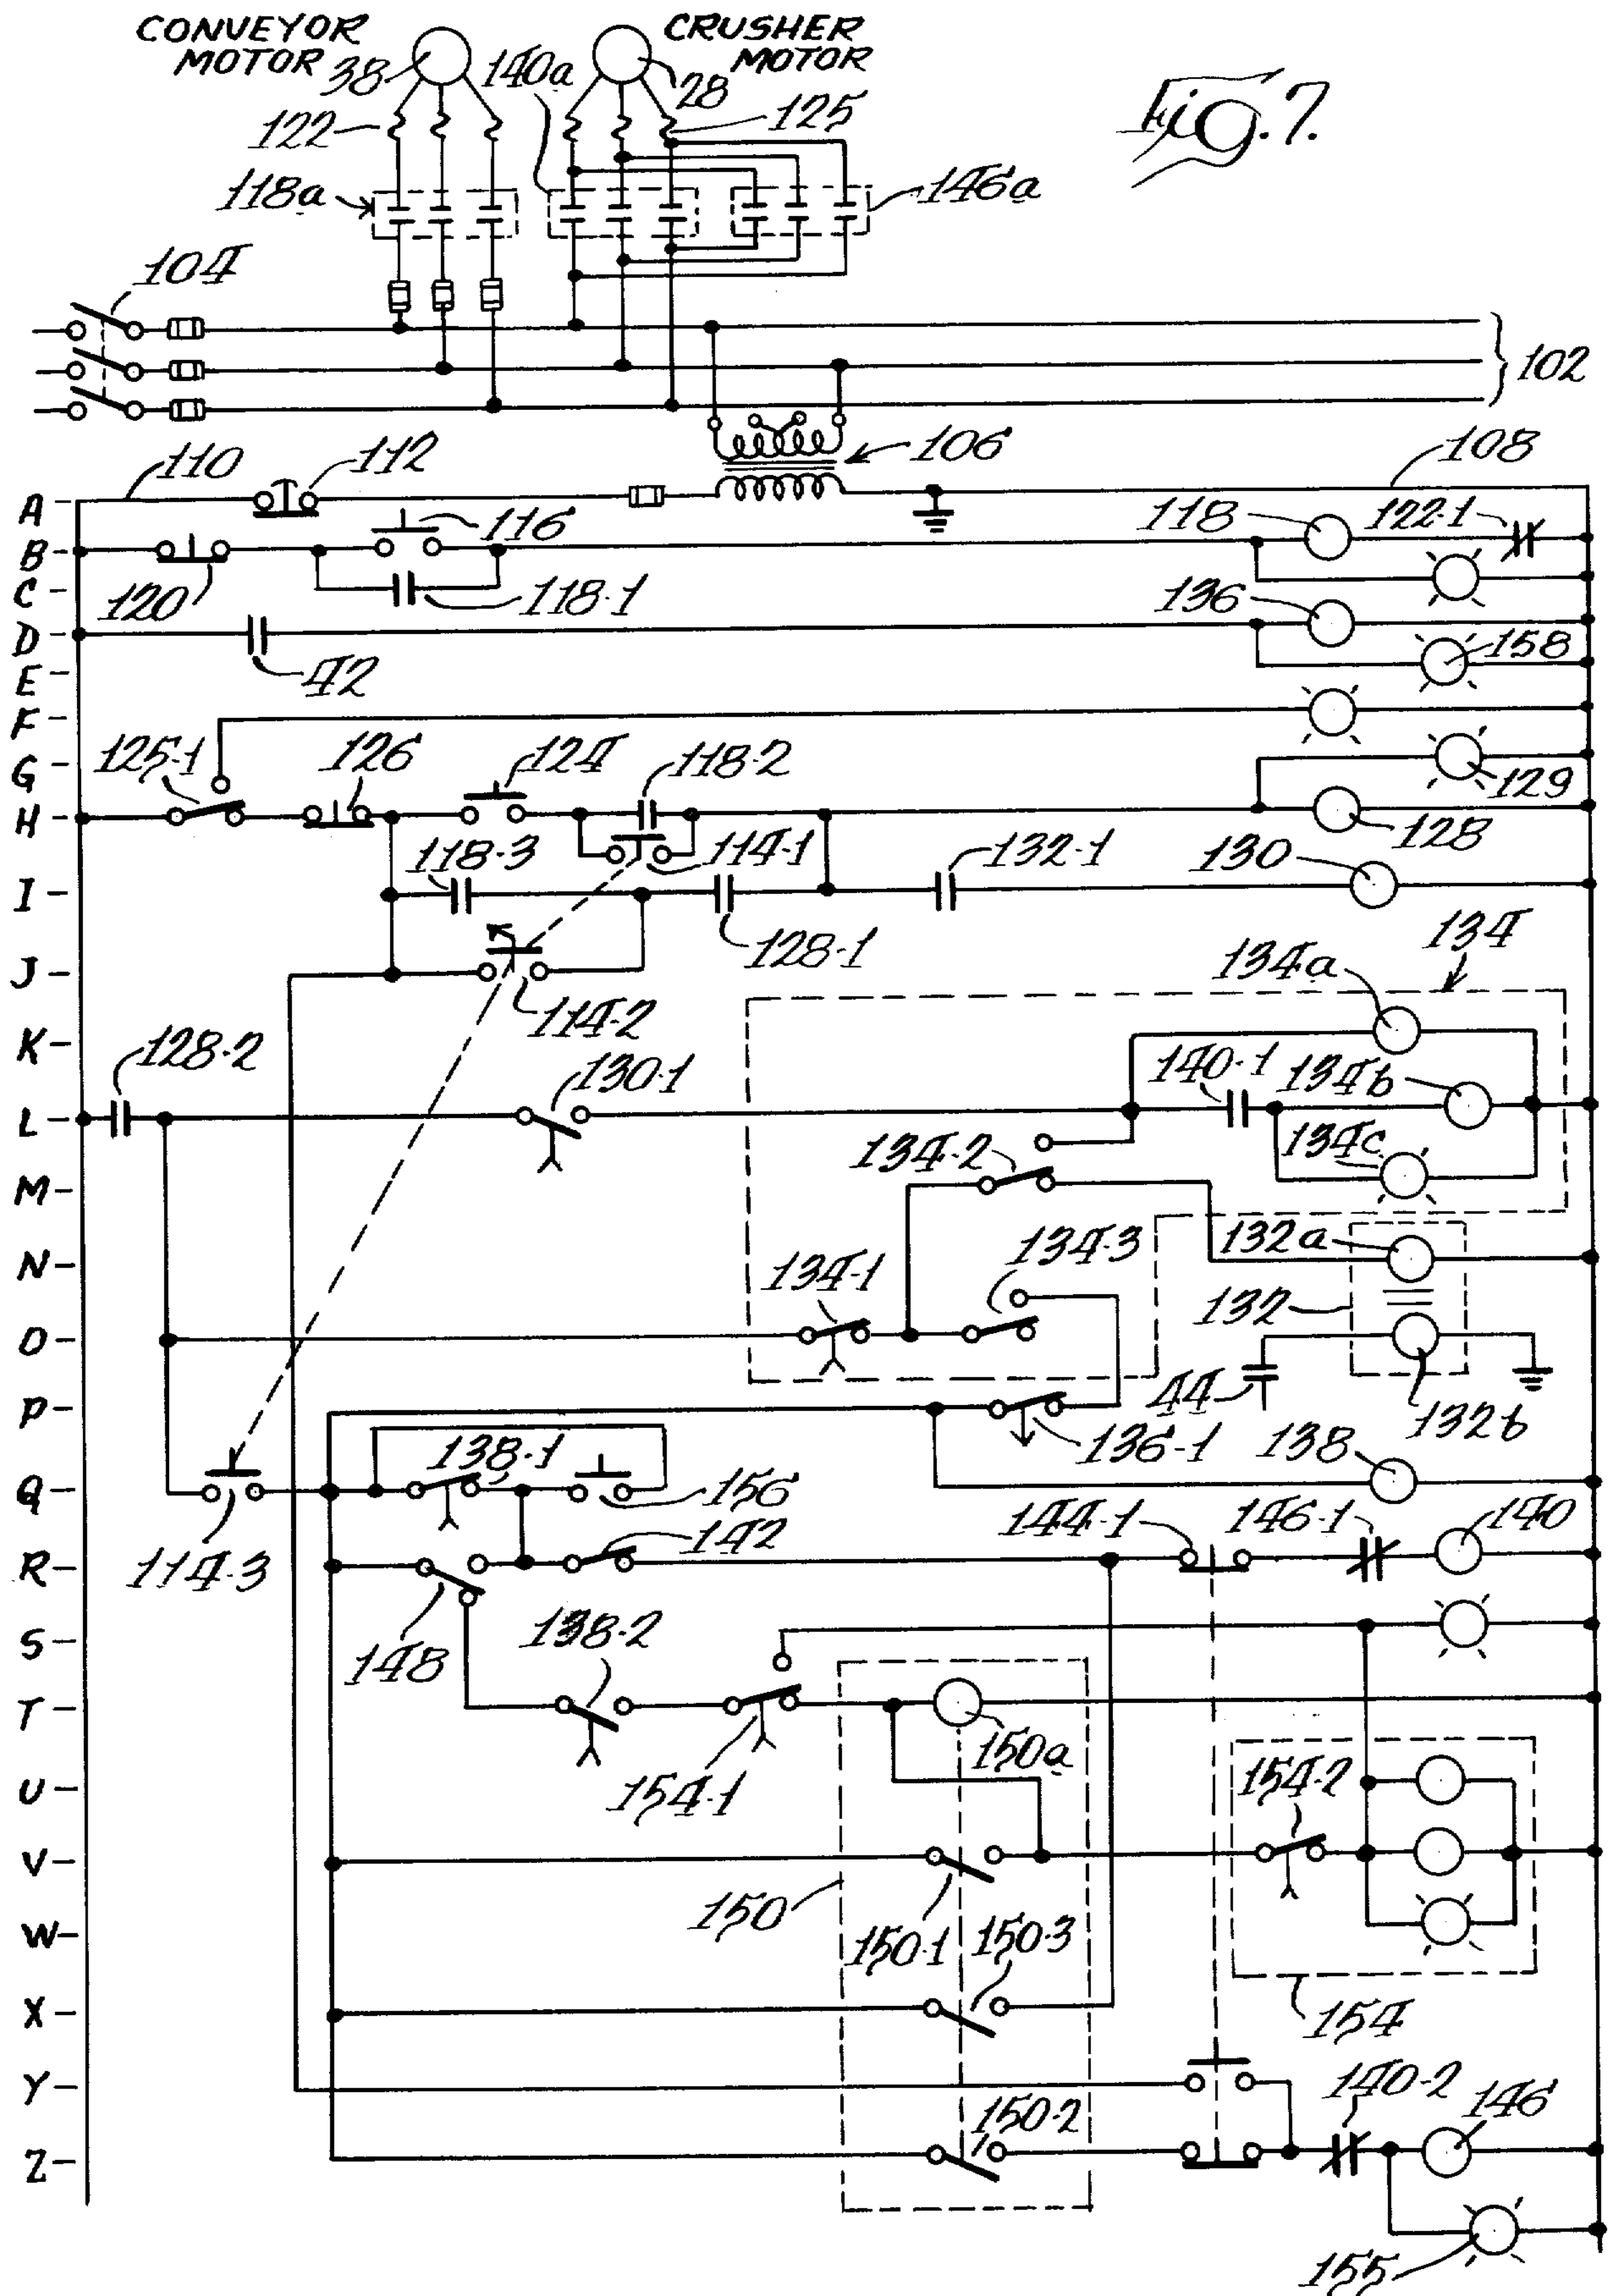 CONVEYOR MOTOR
CRUSHER MOTOR
Fig. 7.
38
140a
28
122
125
118a
146a
104
102
110
112
106
108
A
116
118
122-1
B
C
120
118-1
136
D
42
158
E
F
125-1
126
124
118-2
G
129
H
128
118-3
114-1
132-1
130
I
128-1
J
114-2
134
134a
K
128-2
130-1
140-1
134b
L
134-2
134c
M
134-3
132a
N
134-1
132
O
44
132b
P
136-1
138
138-1
Q
156
114-3
142
144-1
146-1
140
R
148
138-2
S
T
150a
154-1
154-2
U
V
150
150-1
150-3
W
154
X
Y
140-2
146
150-2
Z
155